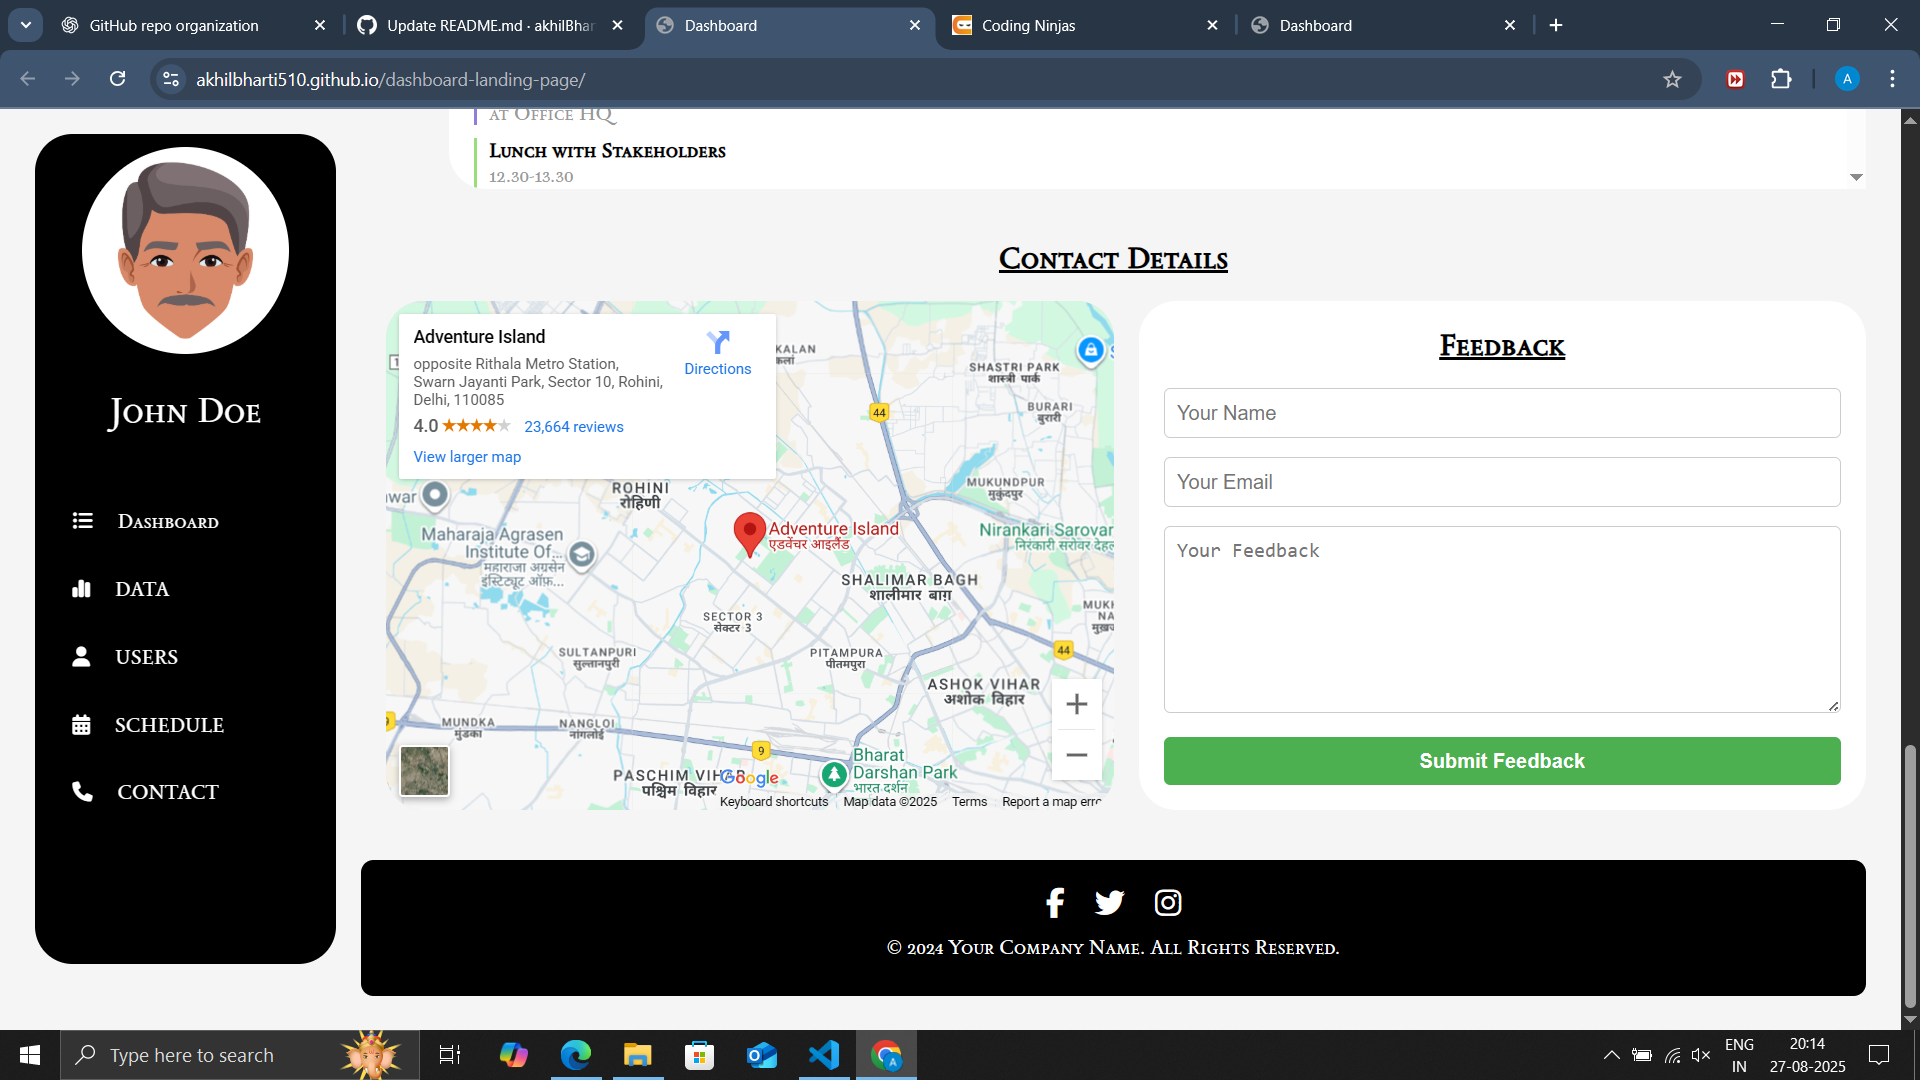 GitHub repo organization
Update README.md · akhilBhar
Dashboard
Coding Ninjas
Dashboard
akhilbharti510.github.io/dashboard-landing-page/
A
John Doe
Dashboard
DATA
USERS
SCHEDULE
CONTACT
at Office HQ
Lunch with Stakeholders
12.30-13.30
Contact Details
Adventure Island
opposite Rithala Metro Station,
Swarn Jayanti Park, Sector 10, Rohini,
Delhi, 110085
Directions
4.0
23,664 reviews
View larger map
KALAN
कलां
44
SHASTRI PARK
शास्त्री पार्क
BURARI
बुरारी
MUKUNDPUR
मुकुंदपुर
ROHINI
रोहिणी
Maharaja Agrasen
Institute Of...
महाराजा अग्रसेन
इंस्टिट्यूट ऑफ़...
Adventure Island
एडवेंचर आइलैंड
Nirankari Sarovar
निरंकारी सरोवर
SHALIMAR BAGH
शालीमार बाग़
SECTOR 3
सेक्टर 3
SULTANPURI
सुल्तानपुरी
PITAMPURA
पीतमपुरा
44
ASHOK VIHAR
अशोक विहार
MUNDKA
मुंडका
NANGLOI
नांगलोई
9
PASCHIM VIHAR
पश्चिम विहार
Google
Bharat
Darshan Park
भारत दर्शन
Keyboard shortcuts
Map data ©2025
Terms
Report a map erro
Feedback
Your Name
Your Email
Your Feedback
Submit Feedback
© 2024 Your Company Name. All Rights Reserved.
Type here to search
A
ENG
IN
20:14
27-08-2025